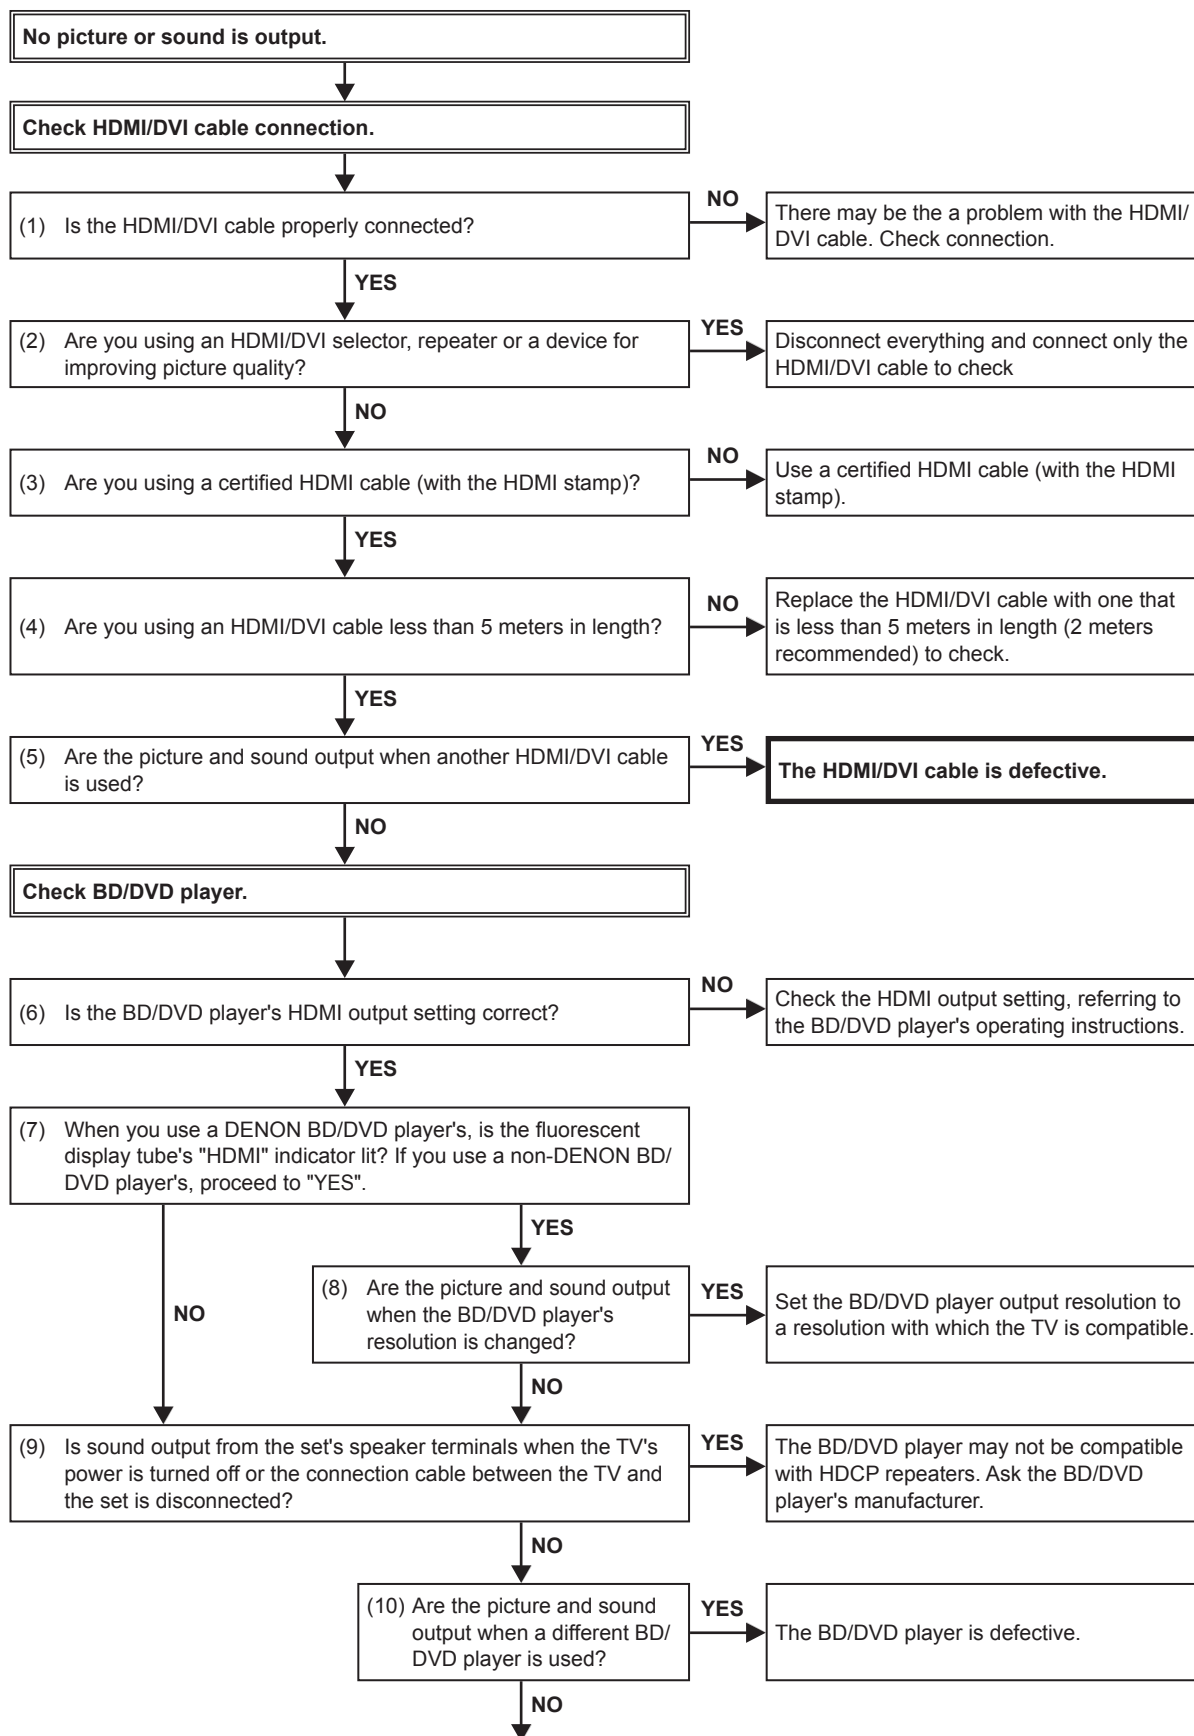 No picture or sound is output.
Check HDMI/DVI cable connection.
(1) Is the HDMI/DVI cable properly connected?
NO
There may be the a problem with the HDMI/
DVI cable. Check connection.
YES
(2) Are you using an HDMI/DVI selector, repeater or a device for
improving picture quality?
YES
Disconnect everything and connect only the
HDMI/DVI cable to check
NO
(3) Are you using a certified HDMI cable (with the HDMI stamp)?
NO
Use a certified HDMI cable (with the HDMI
stamp).
YES
(4) Are you using an HDMI/DVI cable less than 5 meters in length?
NO
Replace the HDMI/DVI cable with one that
is less than 5 meters in length (2 meters
recommended) to check.
YES
(5) Are the picture and sound output when another HDMI/DVI cable
is used?
YES
The HDMI/DVI cable is defective.
NO
Check BD/DVD player.
(6) Is the BD/DVD player's HDMI output setting correct?
NO
Check the HDMI output setting, referring to
the BD/DVD player's operating instructions.
YES
(7) When you use a DENON BD/DVD player's, is the fluorescent
display tube's "HDMI" indicator lit? If you use a non-DENON BD/
DVD player's, proceed to "YES".
YES
NO
(8) Are the picture and sound output
when the BD/DVD player's
resolution is changed?
YES
Set the BD/DVD player output resolution to
a resolution with which the TV is compatible.
NO
(9) Is sound output from the set's speaker terminals when the TV's
power is turned off or the connection cable between the TV and
the set is disconnected?
YES
The BD/DVD player may not be compatible
with HDCP repeaters. Ask the BD/DVD
player's manufacturer.
NO
(10) Are the picture and sound
output when a different BD/
DVD player is used?
YES
The BD/DVD player is defective.
NO